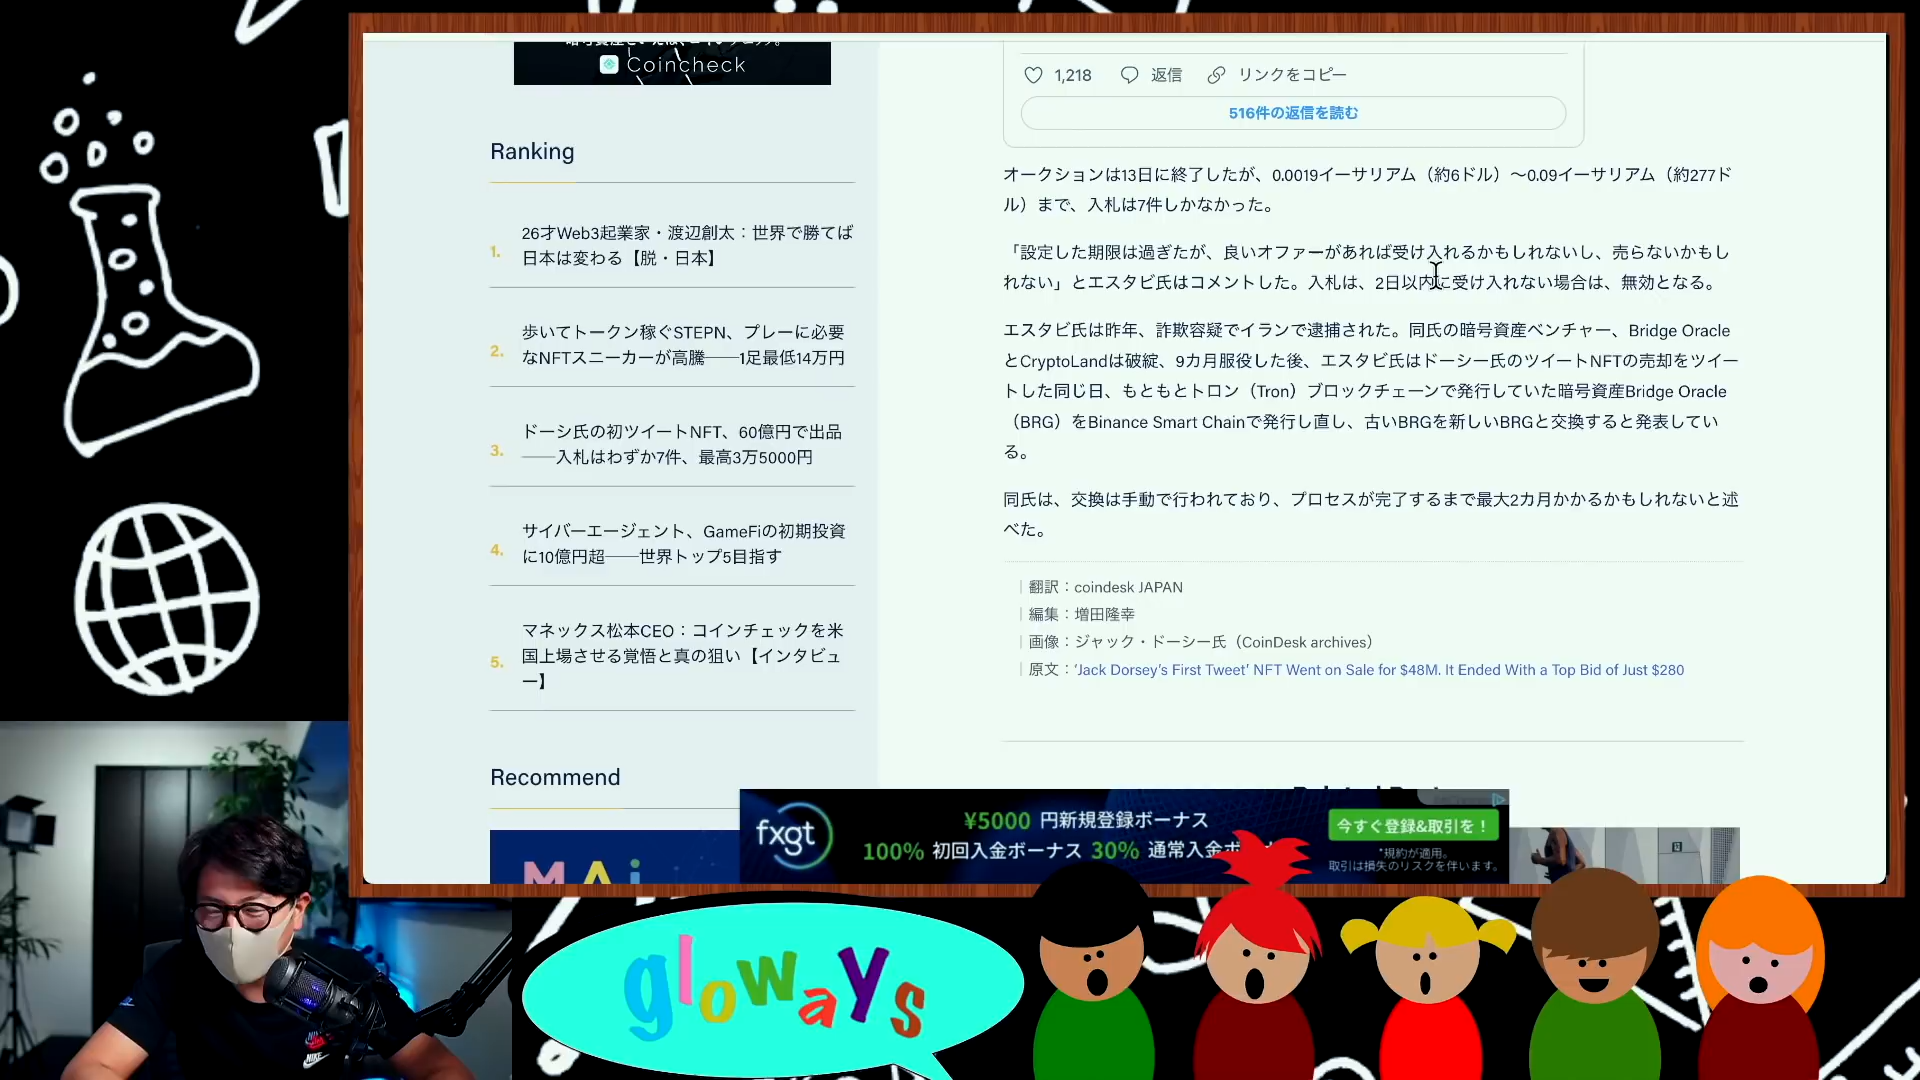 Coincheck
Ranking
1. 26才Web3起業家・渡辺創太：世界で勝てば
日本は変わる【脱・日本】
2. 歩いてトークン稼ぐSTEPN、プレーに必要
なNFTスニーカーが高騰──1足最低14万円
3. ドーシ氏の初ツイートNFT、60億円で出品
──入札はわずか7件、最高3万5000円
4. サイバーエージェント、GameFiの初期投資
に10億円超──世界トップ5目指す
5. マネックス松本CEO：コインチェックを米
国上場させる覚悟と真の狙い【インタビュ
ー】
Recommend
1,218 返信 リンクをコピー
516件の返信を読む
オークションは13日に終了したが、0.0019イーサリアム（約6ドル）〜0.09イーサリアム（約277ド
ル）まで、入札は7件しかなかった。
「設定した期限は過ぎたが、良いオファーがあれば受け入れるかもしれないし、売らないかもし
れない」とエスタビ氏はコメントした。入札は、2日以内に受け入れない場合は、無効となる。
エスタビ氏は昨年、詐欺容疑でイランで逮捕された。同氏の暗号資産ベンチャー、Bridge Oracle
とCryptoLandは破綻、9カ月服役した後、エスタビ氏はドーシー氏のツイートNFTの売却をツイー
トした同じ日、もともとトロン（Tron）ブロックチェーンで発行していた暗号資産Bridge Oracle
（BRG）をBinance Smart Chainで発行し直し、古いBRGを新しいBRGと交換すると発表してい
る。
同氏は、交換は手動で行われており、プロセスが完了するまで最大2カ月かかるかもしれないと述
べた。
｜翻訳：coindesk JAPAN
｜編集：増田隆幸
｜画像：ジャック・ドーシー氏（CoinDesk archives）
｜原文：‘Jack Dorsey’s First Tweet’ NFT Went on Sale for $48M. It Ended With a Top Bid of Just $280
fxgt
¥5000 円新規登録ボーナス
100% 初回入金ボーナス 30% 通常入金ボ
今すぐ登録&取引を！
*規約が適用。
取引は損失のリスクを伴います。
gloways
NIKE